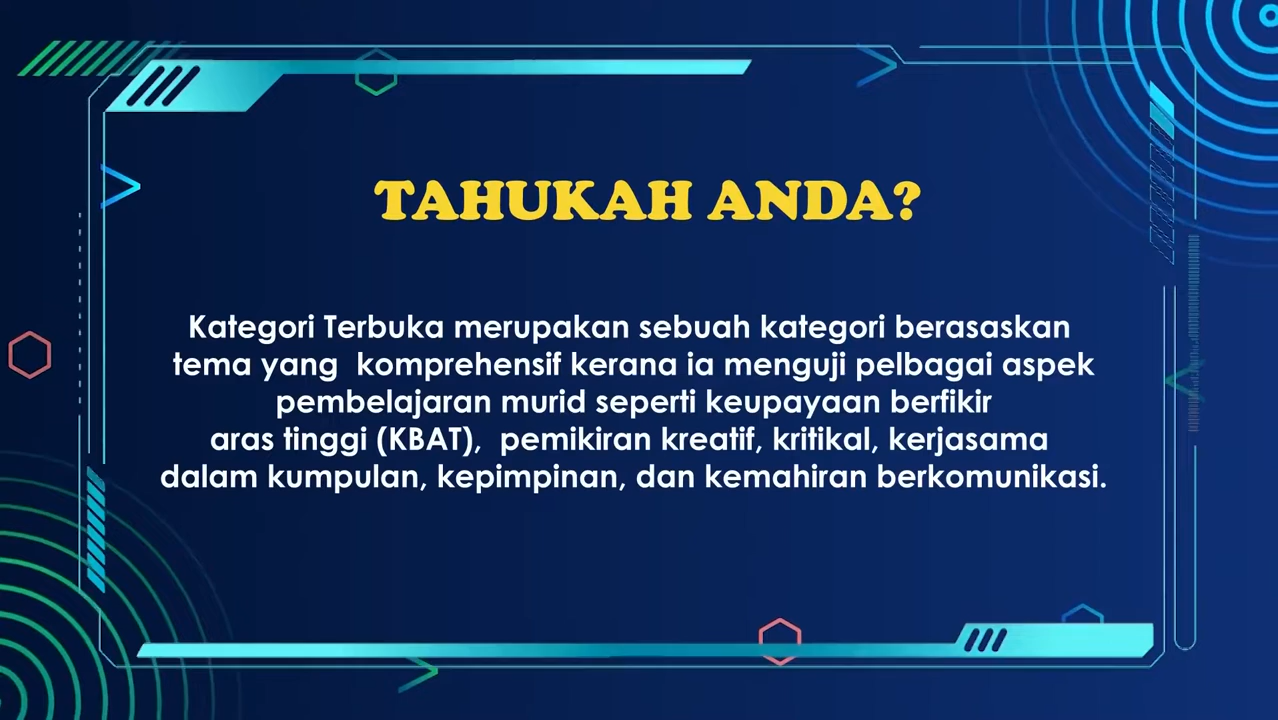 TAHUKAH ANDA?
Kategori Terbuka merupakan sebuah kategori berasaskan
tema yang komprehensif kerana ia menguji pelbagai aspek
pembelajaran murid seperti keupayaan berfikir
aras tinggi (KBAT), pemikiran kreatif, kritikal, kerjasama
dalam kumpulan, kepimpinan, dan kemahiran berkomunikasi.